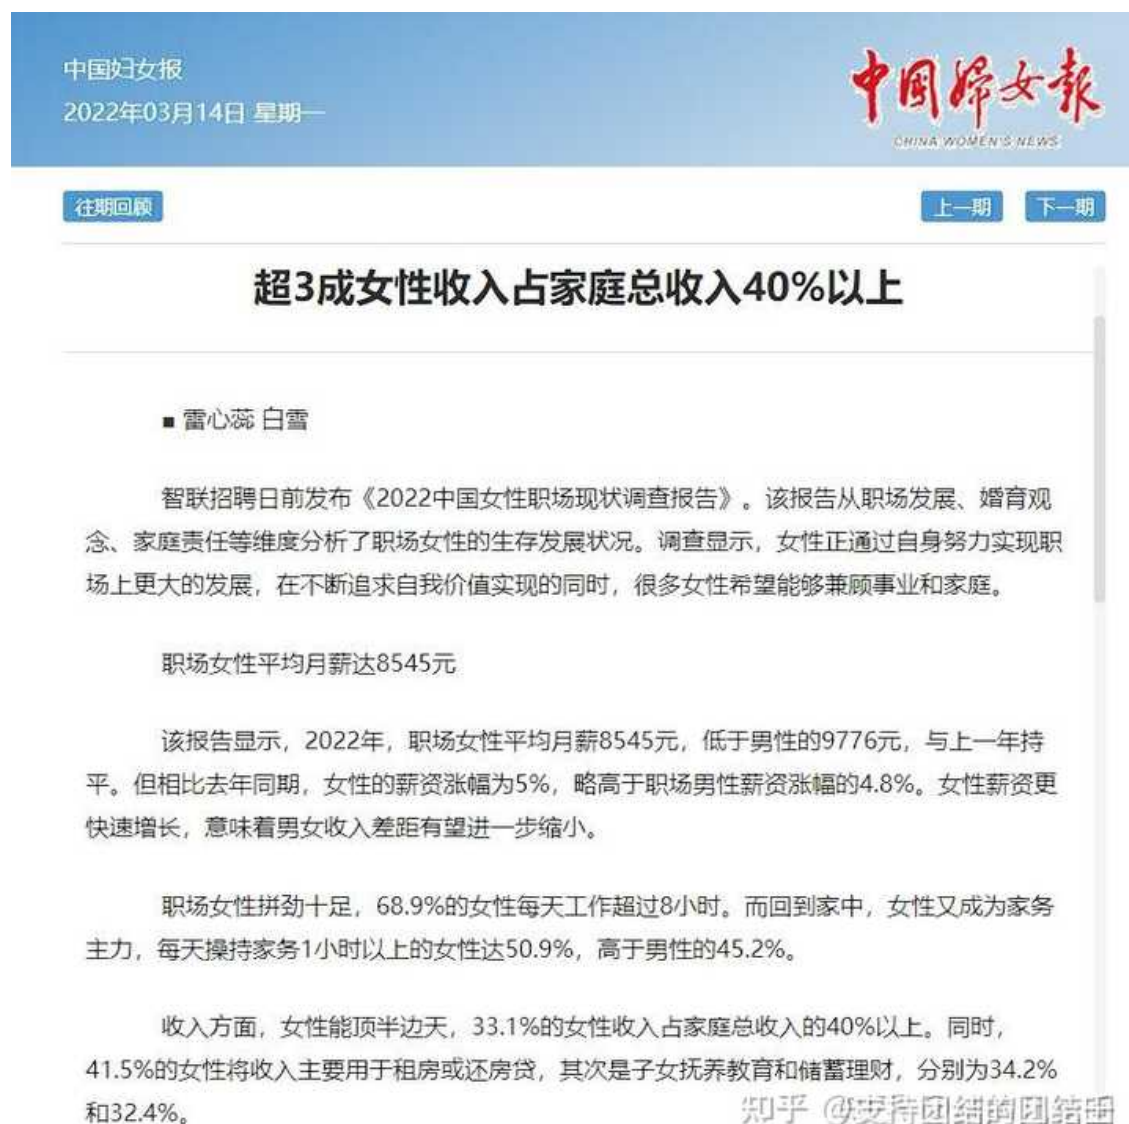 中国妇女报
2022年03月14日 星期一
中国妇女報
CHINA WOMEN'S NEWS
往期回顾
上一期
下一期
超3成女性收入占家庭总收入40%以上
■ 雷心蕊 白雪
智联招聘日前发布《2022中国女性职场现状调查报告》。该报告从职场发展、婚育观
念、家庭责任等维度分析了职场女性的生存发展状况。调查显示，女性正通过自身努力实现职
场上更大的发展，在不断追求自我价值实现的同时，很多女性希望能够兼顾事业和家庭。
职场女性平均月薪达8545元
该报告显示，2022年，职场女性平均月薪8545元，低于男性的9776元，与上一年持
平。但相比去年同期，女性的薪资涨幅为5%，略高于职场男性薪资涨幅的4.8%。女性薪资更
快速增长，意味着男女收入差距有望进一步缩小。
职场女性拼劲十足，68.9%的女性每天工作超过8小时。而回到家中，女性又成为家务
主力，每天操持家务1小时以上的女性达50.9%，高于男性的45.2%。
收入方面，女性能顶半边天，33.1%的女性收入占家庭总收入的40%以上。同时，
41.5%的女性将收入主要用于租房或还房贷，其次是子女抚养教育和储蓄理财，分别为34.2%
和32.4%。
知乎 @支持团结的团结用